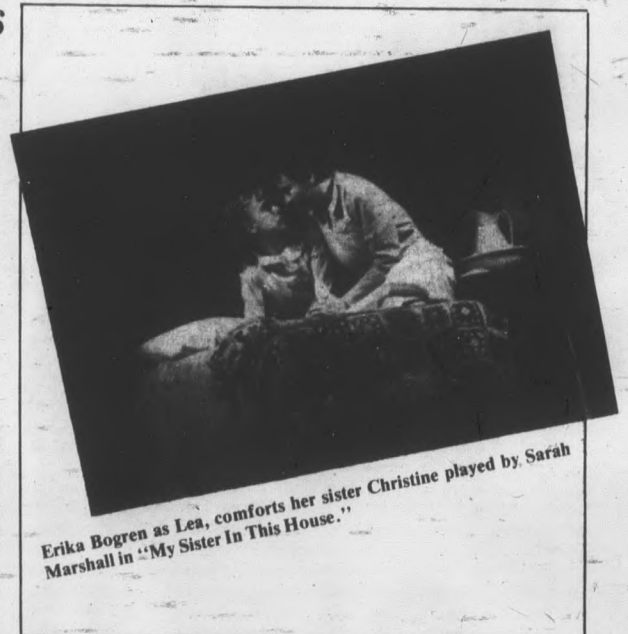 s
Erika Bogren as Lea, comforts her sister Christine played by Sarah
Marshall in "My Sister In This House."